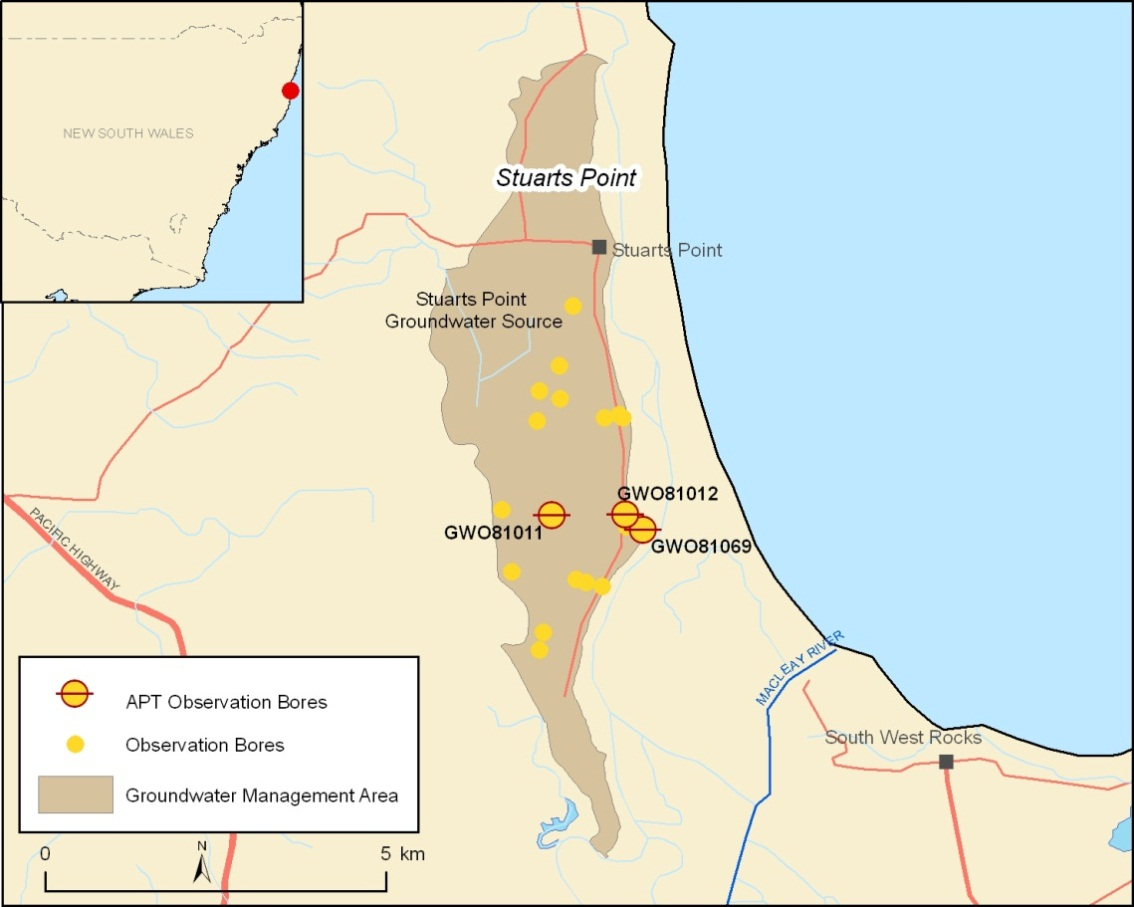 NEW SOUTH WALES
Stuarts Point
Stuarts Point
Stuarts Point
Groundwater Source
GWO81012
GWO81011
GWO81069
PACIFIC HIGHWAY
MACLEAY RIVER
South West Rocks
APT Observation Bores
Observation Bores
Groundwater Management Area
N
0 5 km